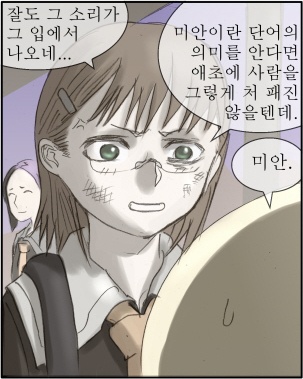 잘도 그 소리가
그 입에서
나오네...
미안이란 단어의
의미를 안다면
애초에 사람을
그렇게 처 패진
않을텐데.
미안.